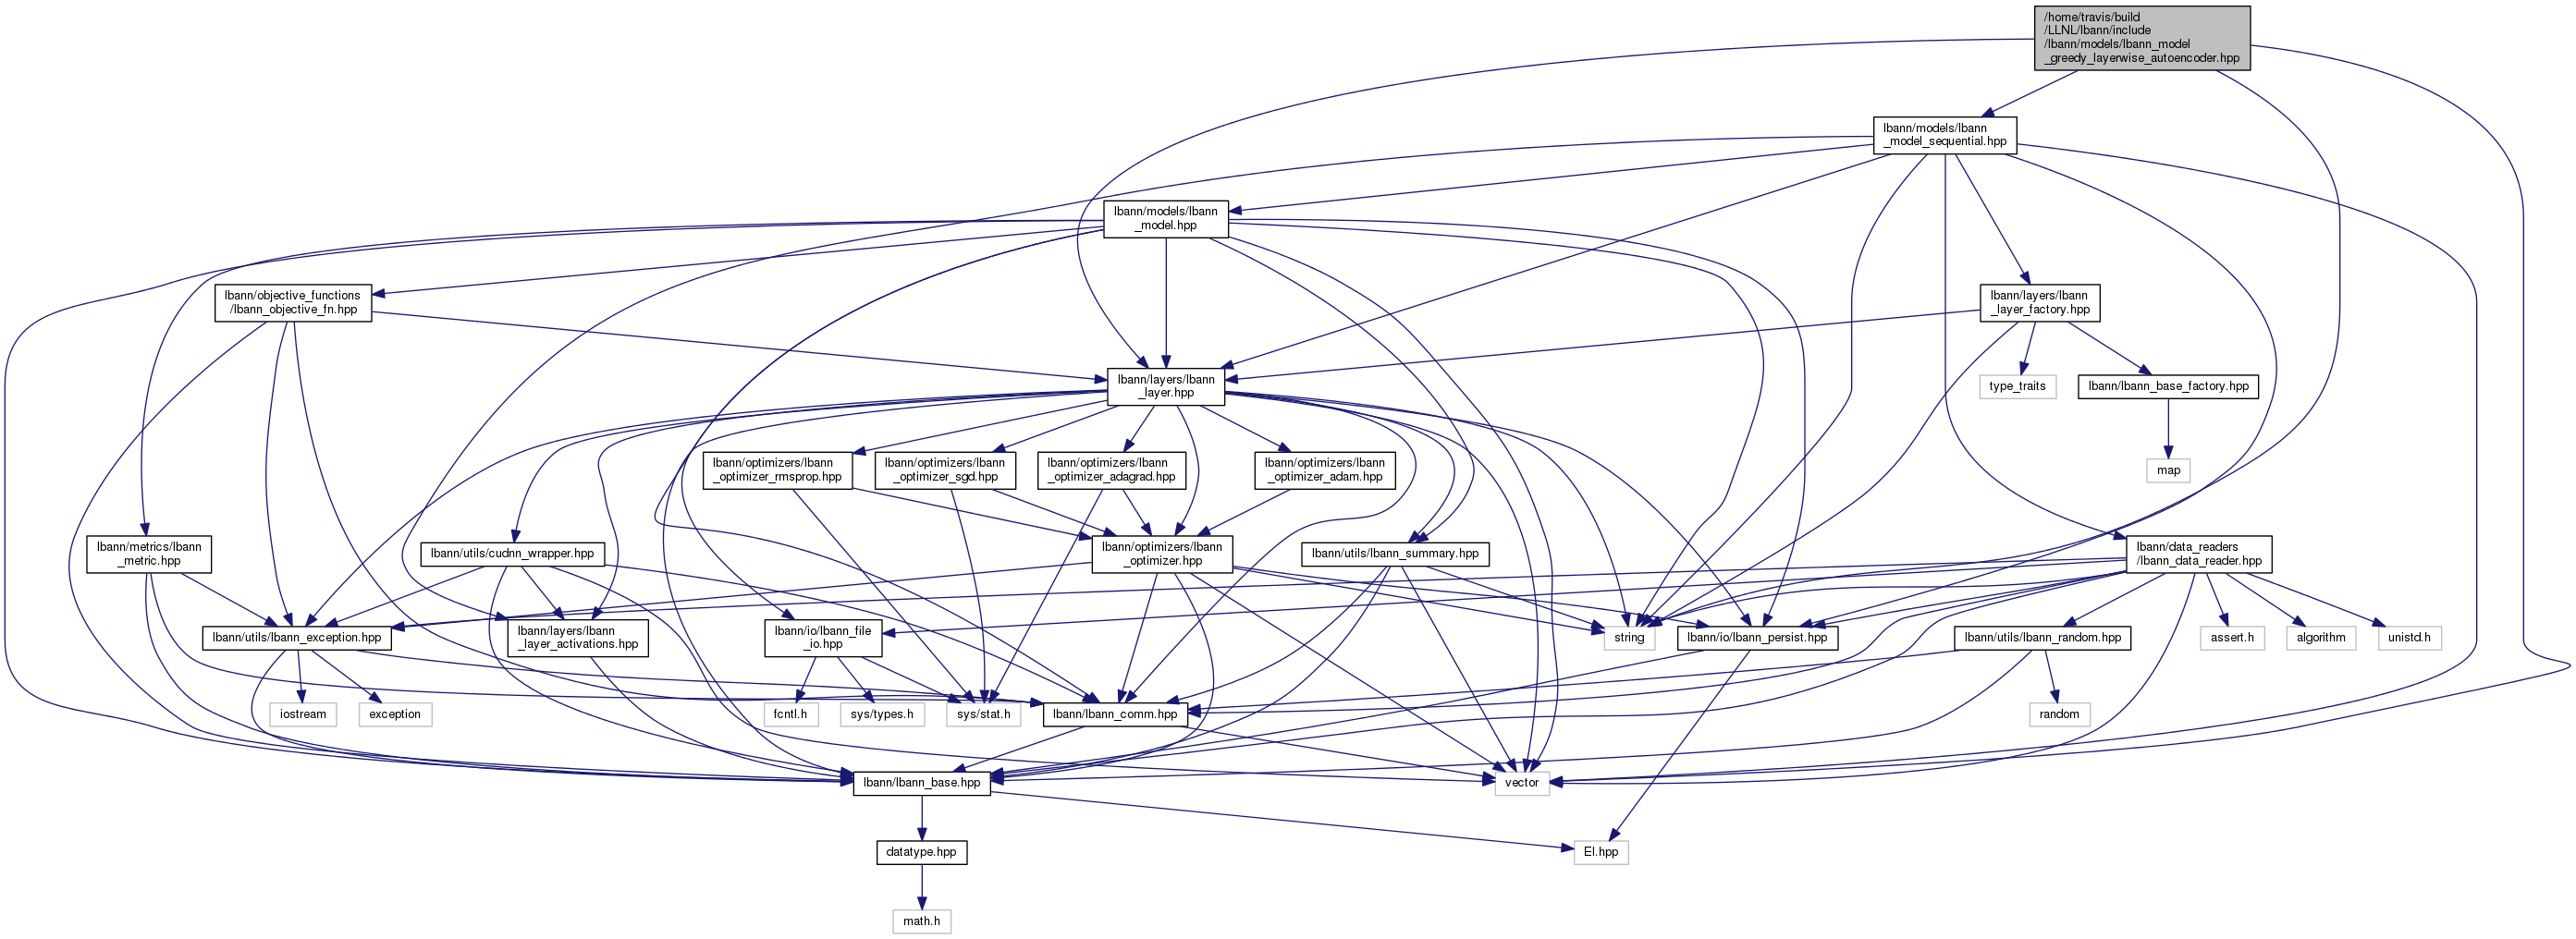 /home/travis/build
/LLNL/lbann/include
/lbann/models/lbann_model
_greedy_layerwise_autoencoder.hpp
lbann/models/lbann
_model_sequential.hpp
lbann/models/lbann
_model.hpp
lbann/objective_functions
/lbann_objective_fn.hpp
lbann/layers/lbann
_layer_factory.hpp
lbann/layers/lbann
_layer.hpp
type_traits
lbann/lbann_base_factory.hpp
lbann/optimizers/lbann
_optimizer_rmsprop.hpp
lbann/optimizers/lbann
_optimizer_sgd.hpp
lbann/optimizers/lbann
_optimizer_adagrad.hpp
lbann/optimizers/lbann
_optimizer_adam.hpp
map
lbann/metrics/lbann
_metric.hpp
lbann/utils/cudnn_wrapper.hpp
lbann/optimizers/lbann
_optimizer.hpp
lbann/utils/lbann_summary.hpp
lbann/data_readers
/lbann_data_reader.hpp
lbann/utils/lbann_exception.hpp
lbann/layers/lbann
_layer_activations.hpp
lbann/io/lbann_file
_io.hpp
string
lbann/io/lbann_persist.hpp
lbann/utils/lbann_random.hpp
assert.h
algorithm
unistd.h
iostream
exception
fcntl.h
sys/types.h
sys/stat.h
lbann/lbann_comm.hpp
random
lbann/lbann_base.hpp
vector
datatype.hpp
El.hpp
math.h